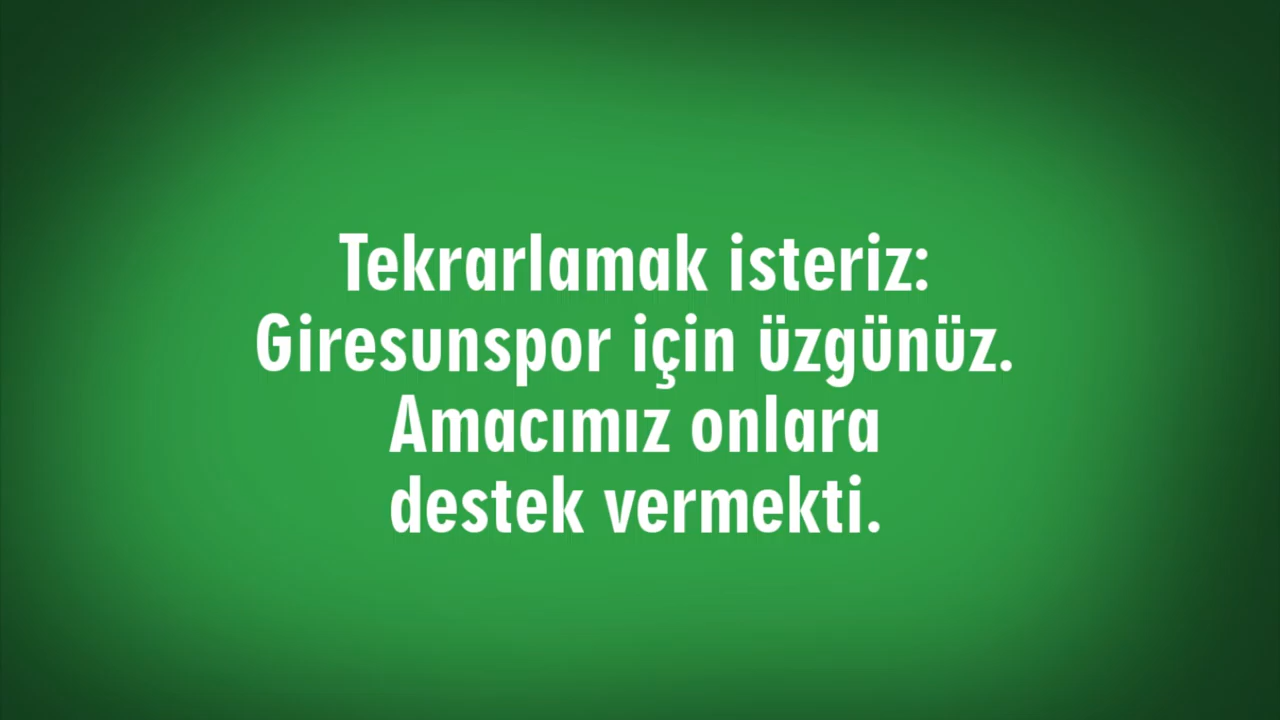 Tekrarlamak isteriz:
Giresunspor için üzgünüz.
Amacımız onlara
destek vermekti.